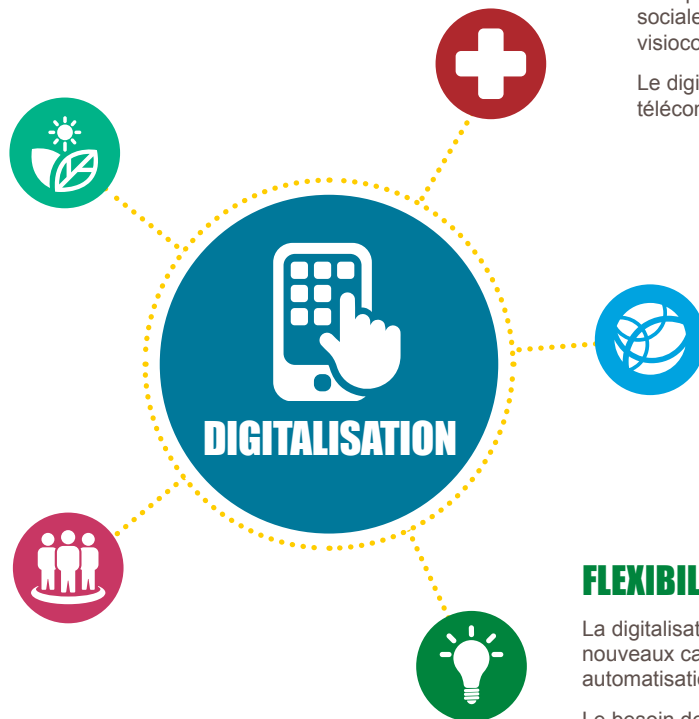 sociale
visioco
Le digi
télécon
DIGITALISATION
FLEXIBIL
La digitalisat
nouveaux ca
automatisatio